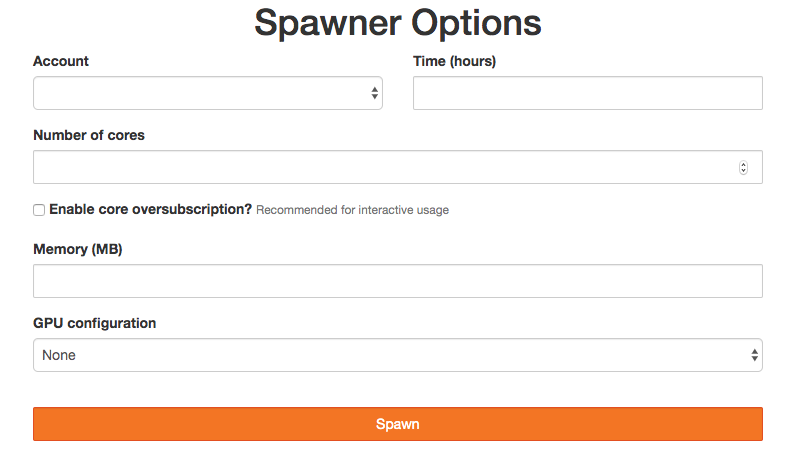 Spawner Options
Account
Time (hours)
Number of cores
Enable core oversubscription? Recommended for interactive usage
Memory (MB)
GPU configuration
None
Spawn